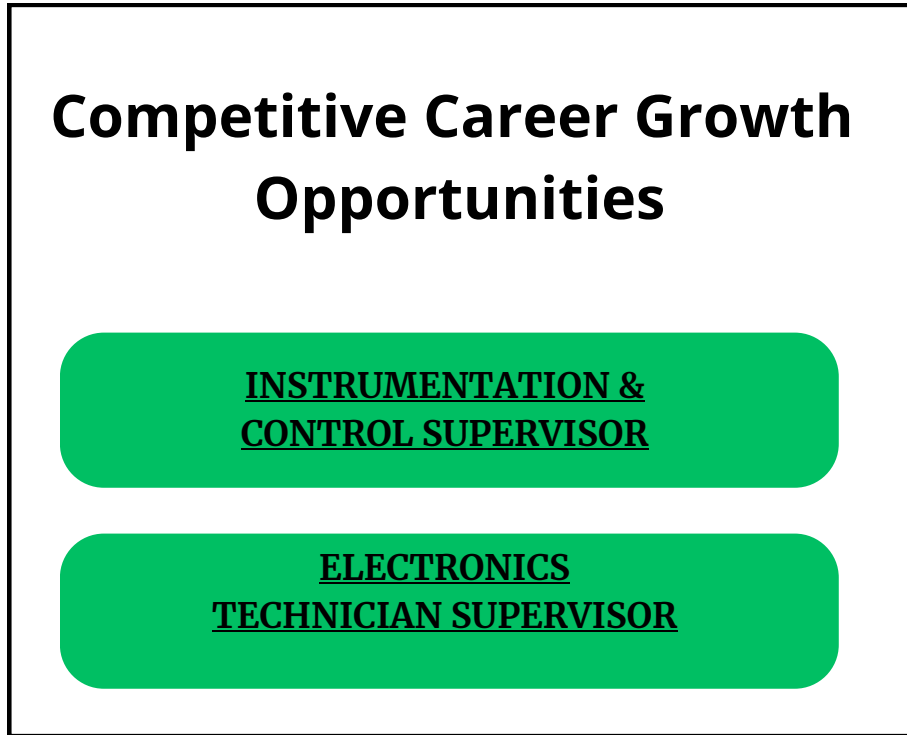 Competitive Career Growth
Opportunities
INSTRUMENTATION &
CONTROL SUPERVISOR
ELECTRONICS
TECHNICIAN SUPERVISOR